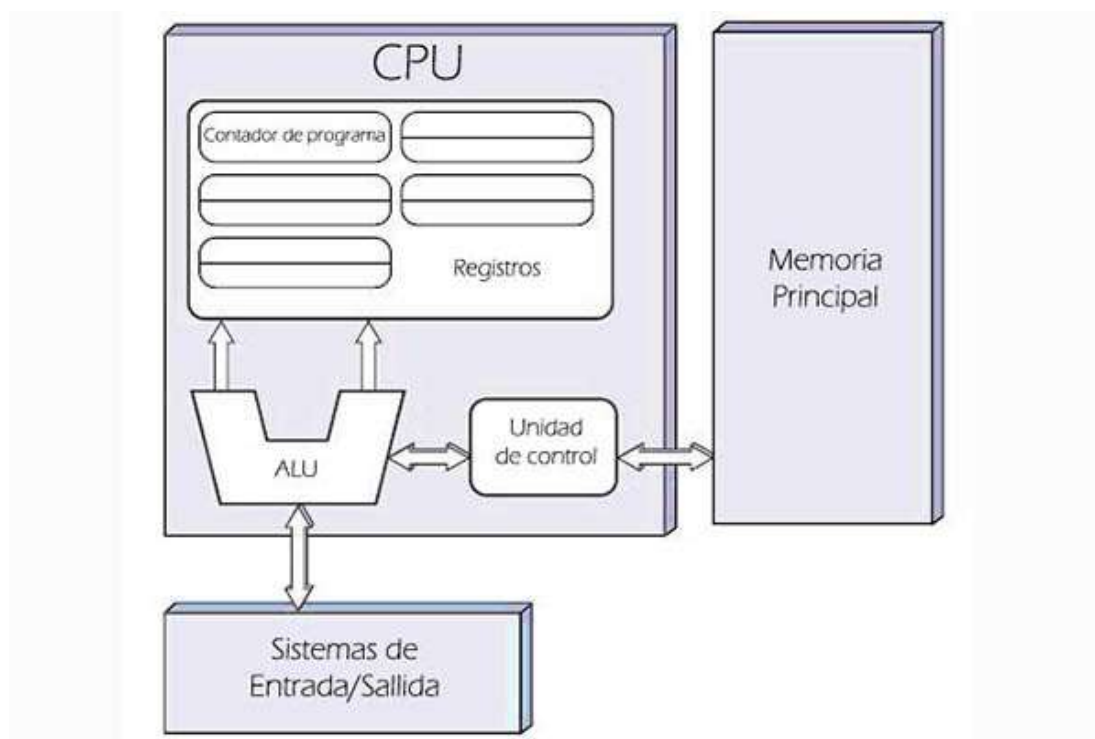 CPU
Contador de programa
Registros
Memoria
Principal
Unidad
de control
ALU
Sistemas de
Entrada/Sallida